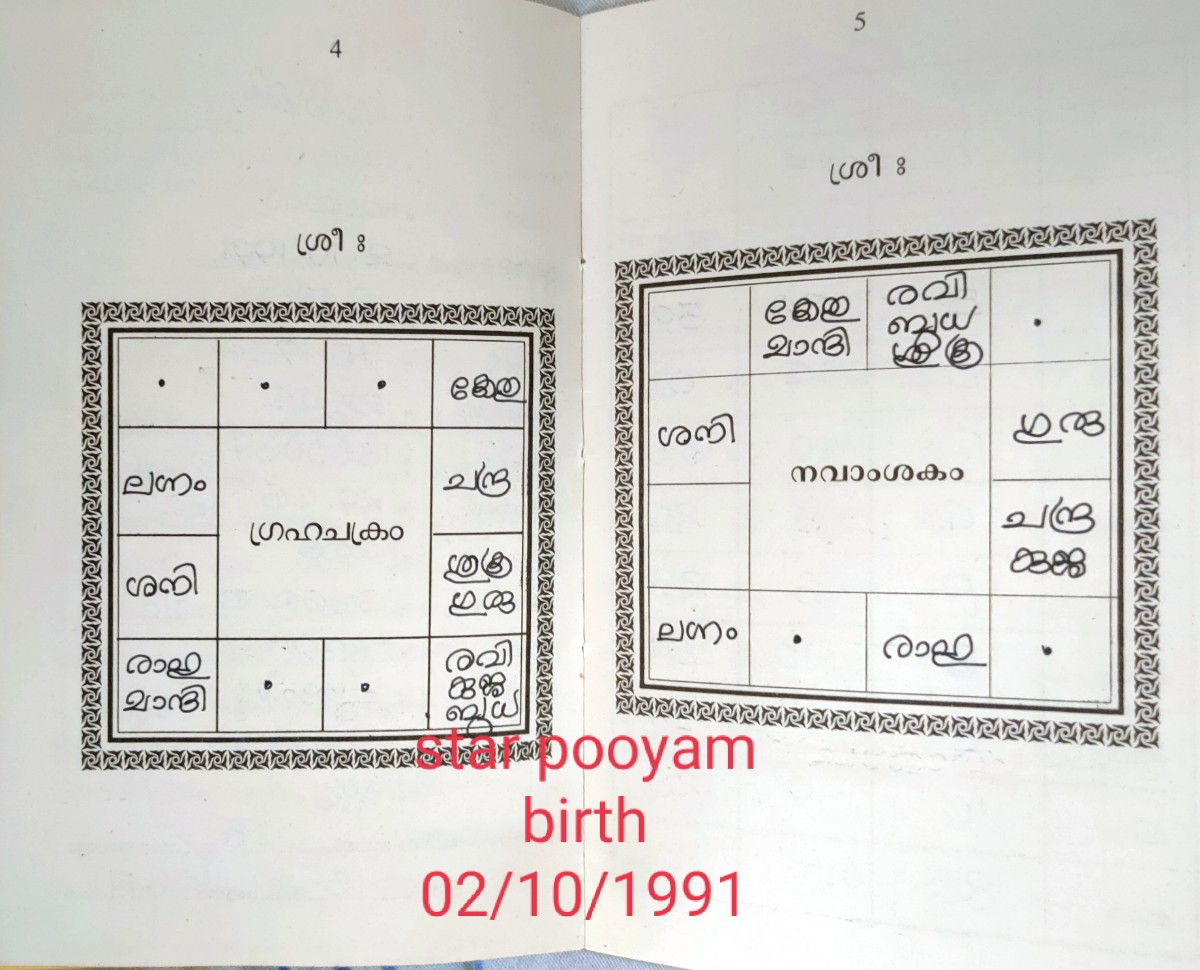 4
ശ്രീ ഃ
കേതു
ലഗ്നം
ചന്ദ്ര
ഗ്രഹചക്രം
ശനി
ശുക്ര
ഗുരു
രാഹു
മാന്ദി
രവി
കുജ
ബുധ
5
ശ്രീ ഃ
കേതു
മാന്ദി
രവി
ബുധ
ശുക്ര
ശനി
ഗുരു
നവാംശകം
ചന്ദ്ര
കുജ
ലഗ്നം
രാഹു
star pooyam
birth
02/10/1991